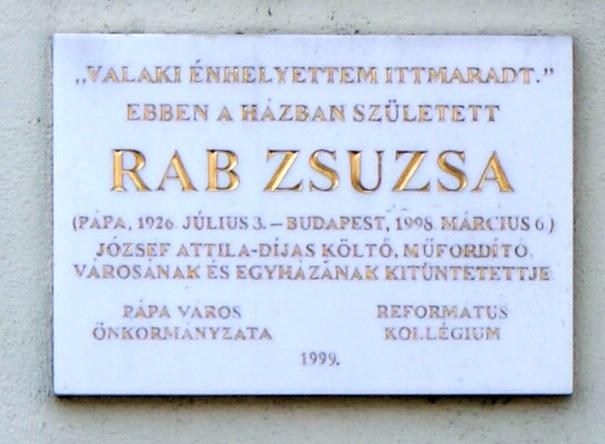 „VALAKI ÉNHELYETTEM ITTMARADT.”
EBBEN A HÁZBAN SZÜLETETT
RAB ZSUZSA
(PÁPA, 1926. JÚLIUS 3. – BUDAPEST, 1998. MÁRCIUS 6.)
JÓZSEF ATTILA-DÍJAS KÖLTŐ, MŰFORDÍTÓ,
VÁROSÁNAK ÉS EGYHÁZÁNAK KITÜNTETETTJE
PÁPA VÁROS
ÖNKORMÁNYZATA
REFORMÁTUS
KOLLÉGIUM
1999.